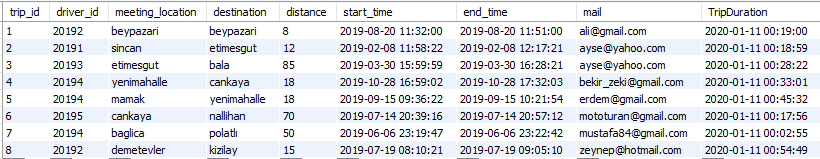 trip_id driver_id meeting_location destination distance start_time end_time mail TripDuration
1 20192 beypazari beypazari 8 2019-08-20 11:32:00 2019-08-20 11:51:00 ali@gmail.com 2020-01-11 00:19:00
2 20191 sincan etimesgut 12 2019-02-08 11:58:22 2019-02-08 12:17:21 ayse@yahoo.com 2020-01-11 00:18:59
3 20193 etimesgut bala 85 2019-03-30 15:59:59 2019-03-30 16:28:21 ayse@yahoo.com 2020-01-11 00:28:22
4 20194 yenimahalle cankaya 18 2019-10-28 16:59:02 2019-10-28 17:32:03 bekir_zeki@gmail.com 2020-01-11 00:33:01
5 20194 mamak yenimahalle 18 2019-09-15 09:36:22 2019-09-15 10:21:54 erdem@gmail.com 2020-01-11 00:45:32
6 20195 cankaya nallihan 70 2019-07-14 20:39:16 2019-07-14 20:57:12 mototuran@gmail.com 2020-01-11 00:17:56
7 20194 baglica polatlı 50 2019-06-06 23:19:47 2019-06-06 23:22:42 mustafa84@gmail.com 2020-01-11 00:02:55
8 20192 demetevler kizilay 15 2019-07-19 08:10:21 2019-07-19 09:05:10 zeynep@hotmail.com 2020-01-11 00:54:49